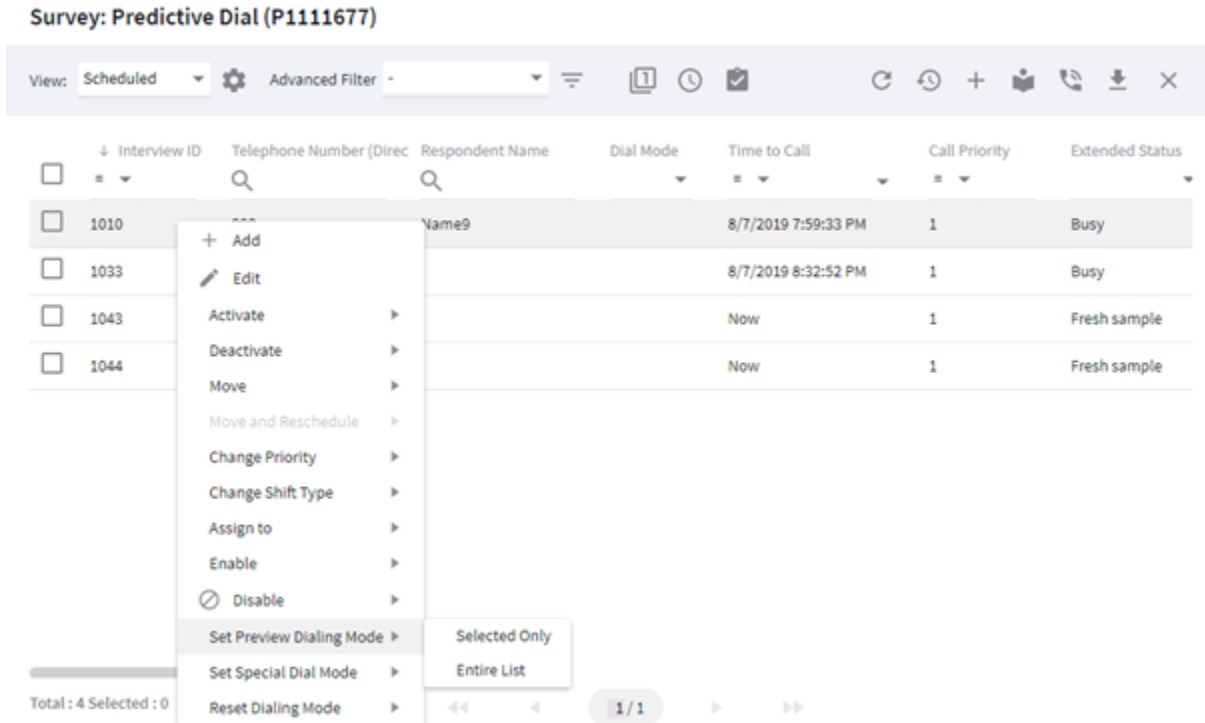 Survey: Predictive Dial (P1111677)
View: Scheduled Advanced Filter -
Interview ID Telephone Number (Direc Respondent Name Dial Mode Time to Call Call Priority Extended Status
= = =
1010 Name9 8/7/2019 7:59:33 PM 1 Busy
1033 8/7/2019 8:32:52 PM 1 Busy
1043 Now 1 Fresh sample
1044 Now 1 Fresh sample
Add
Edit
Activate
Deactivate
Move
Move and Reschedule
Change Priority
Change Shift Type
Assign to
Enable
Disable
Set Preview Dialing Mode
Selected Only
Entire List
Set Special Dial Mode
Reset Dialing Mode
Total : 4 Selected : 0
1 / 1